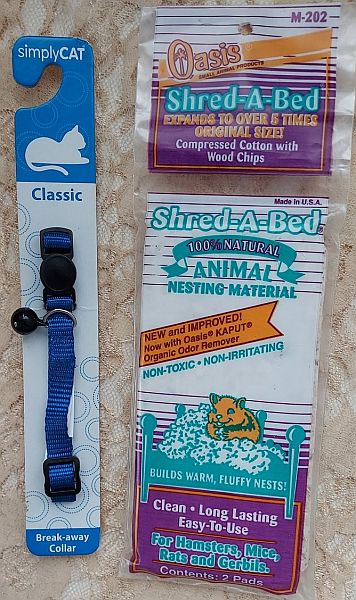 simplyCAT
Classic
Break-away
Collar
M-202
Oasis
SMALL ANIMAL PRODUCTS
Shred-A-Bed
EXPANDS TO OVER 5 TIMES
ORIGINAL SIZE!
Compressed Cotton with
Wood Chips
Made in U.S.A.
Shred-A-Bed®
100% NATURAL
ANIMAL
NESTING MATERIAL
NEW and IMPROVED!
Now with Oasis® KAPUT®
Organic Odor Remover
NON-TOXIC • NON-IRRITATING
BUILDS WARM, FLUFFY NESTS!
Clean • Long Lasting
Easy-To-Use
For Hamsters, Mice,
Rats and Gerbils.
Contents: 2 Pads